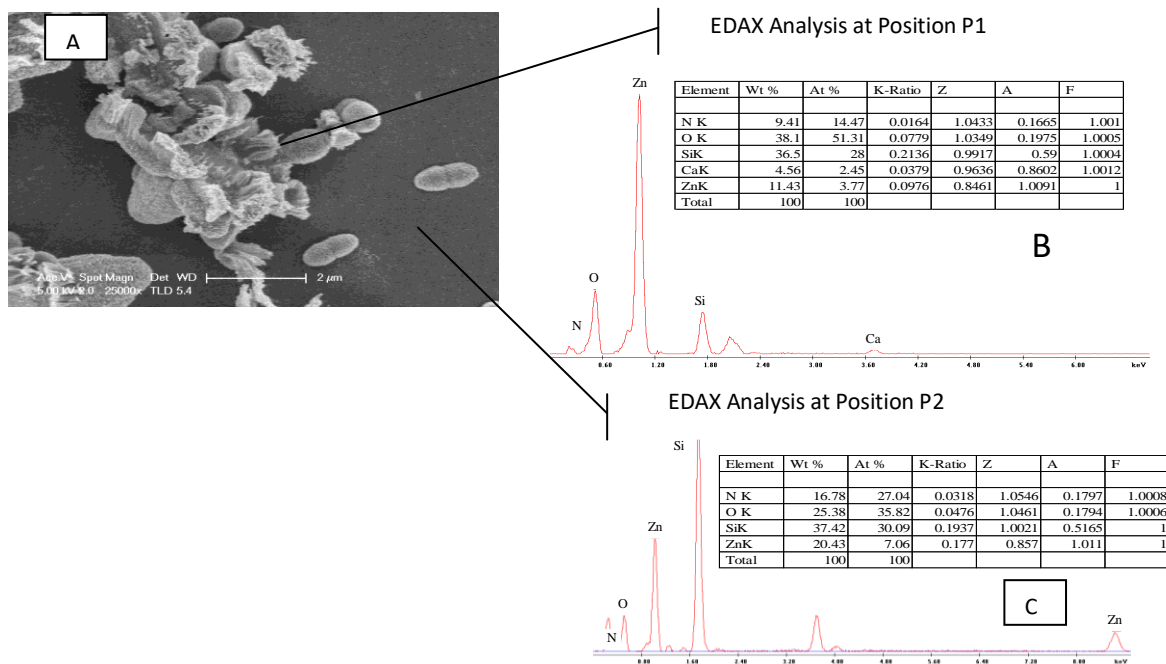 A
Acc.V Spot Magn Det WD
5.00 kV 2.0 25000x TLD 5.4
2 µm
EDAX Analysis at Position P1
Zn
O
N
Si
Ca
Element Wt % At % K-Ratio Z A F
N K 9.41 14.47 0.0164 1.0433 0.1665 1.001
O K 38.1 51.31 0.0779 1.0349 0.1975 1.0005
SiK 36.5 28 0.2136 0.9917 0.59 1.0004
CaK 4.56 2.45 0.0379 0.9636 0.8602 1.0012
ZnK 11.43 3.77 0.0976 0.8461 1.0091 1
Total 100 100
B
0.60 1.20 1.80 2.40 3.00 3.60 4.20 4.80 5.40 6.00 keV
EDAX Analysis at Position P2
Si
Zn
O
N
Zn
Element Wt % At % K-Ratio Z A F
N K 16.78 27.04 0.0318 1.0546 0.1797 1.0008
O K 25.38 35.82 0.0476 1.0461 0.1794 1.0006
SiK 37.42 30.09 0.1937 1.0021 0.5165 1
ZnK 20.43 7.06 0.177 0.857 1.011 1
Total 100 100
C
0.80 1.60 2.40 3.20 4.00 4.80 5.60 6.40 7.20 8.00 keV